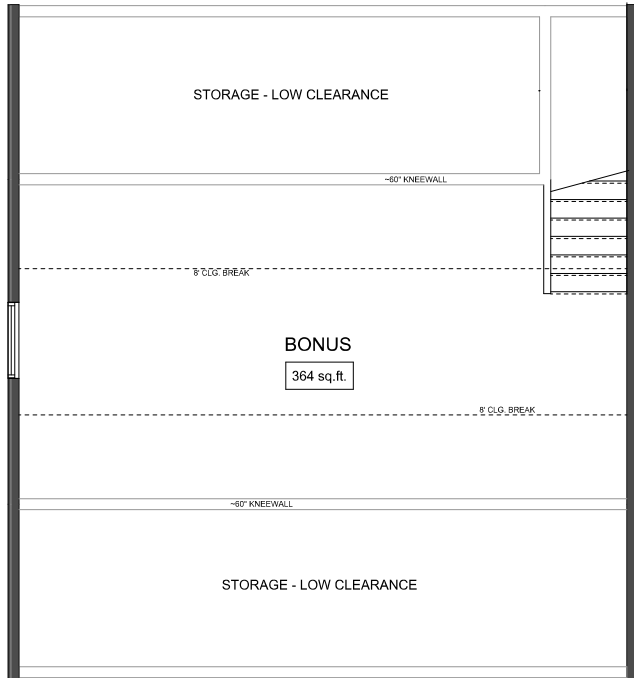 STORAGE - LOW CLEARANCE
~60" KNEEWALL
8' CLG. BREAK
BONUS
364 sq.ft.
8' CLG. BREAK
~60" KNEEWALL
STORAGE - LOW CLEARANCE